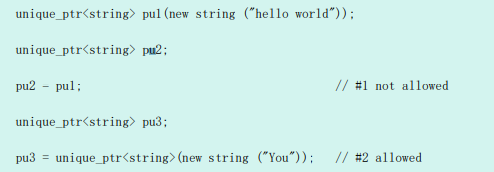 unique_ptr<string> pu1(new string ("hello world"));
unique_ptr<string> pu2;
pu2 = pu1; // #1 not allowed
unique_ptr<string> pu3;
pu3 = unique_ptr<string>(new string ("You")); // #2 allowed